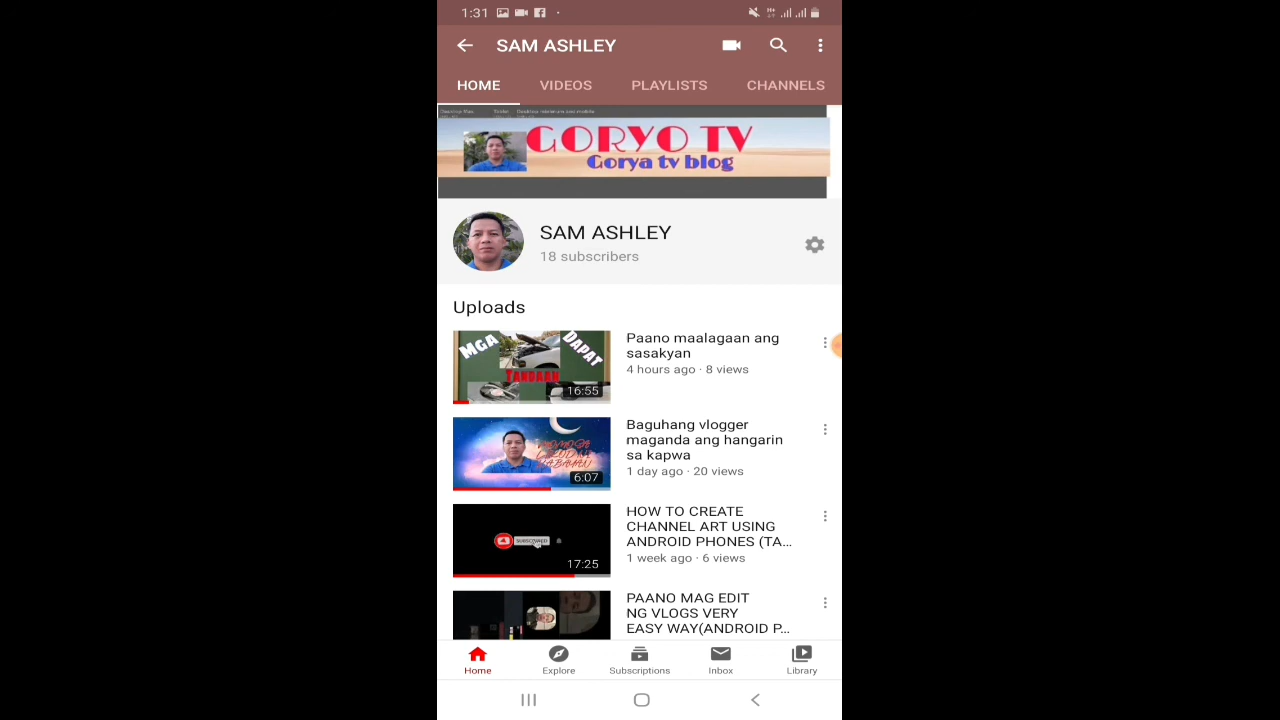 1:31
SAM ASHLEY
HOME VIDEOS PLAYLISTS CHANNELS
GORYO TV
Gorya tv blog
SAM ASHLEY
18 subscribers
Uploads
MGA DAPAT
TANDAAN
16:55
Paano maalagaan ang
sasakyan
4 hours ago · 8 views
6:07
Baguhang vlogger
maganda ang hangarin
sa kapwa
1 day ago · 20 views
SUBSCRIBED
17:25
HOW TO CREATE
CHANNEL ART USING
ANDROID PHONES (TA...
1 week ago · 6 views
PAANO MAG EDIT
NG VLOGS VERY
EASY WAY(ANDROID P...
Home Explore Subscriptions Inbox Library